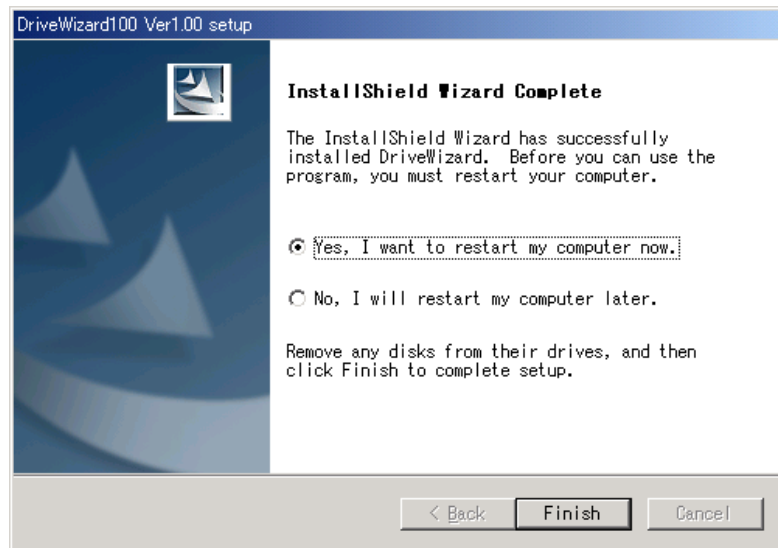 DriveWizard100 Ver1.00 setup
InstallShield Wizard Complete
The InstallShield Wizard has successfully
installed DriveWizard.  Before you can use the
program, you must restart your computer.
Yes, I want to restart my computer now.
No, I will restart my computer later.
Remove any disks from their drives, and then
click Finish to complete setup.
< Back Finish Cancel